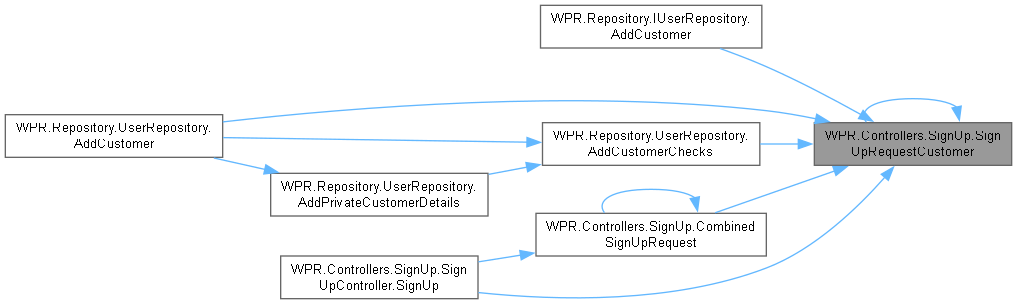 WPR.Repository.IUserRepository.
AddCustomer
WPR.Repository.UserRepository.
AddCustomer
WPR.Repository.UserRepository.
AddCustomerChecks
WPR.Controllers.SignUp.Sign
UpRequestCustomer
WPR.Repository.UserRepository.
AddPrivateCustomerDetails
WPR.Controllers.SignUp.Combined
SignUpRequest
WPR.Controllers.SignUp.Sign
UpController.SignUp